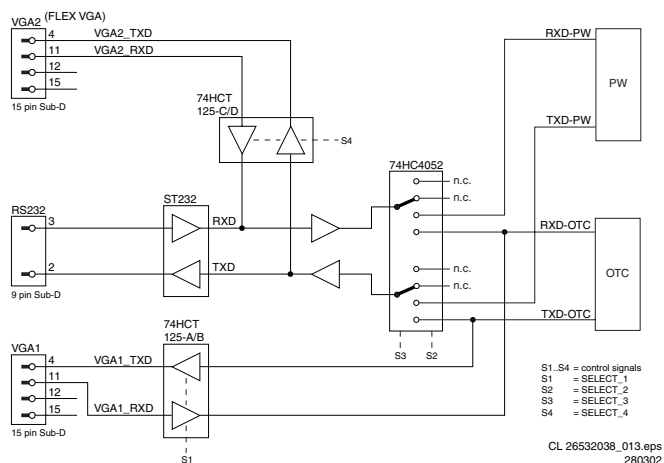 VGA2
(FLEX VGA)
4
VGA2_TXD
11
VGA2_RXD
12
15
15 pin Sub-D
74HCT
125-C/D
S4
RXD-PW
PW
TXD-PW
74HC4052
n.c.
n.c.
RS232
3
ST232
RXD
RXD-OTC
2
TXD
n.c.
n.c.
OTC
9 pin Sub-D
TXD-OTC
74HCT
125-A/B
S3
S2
VGA1
4
VGA1_TXD
11
12
VGA1_RXD
15
15 pin Sub-D
S1
S1..S4 = control signals
S1 = SELECT_1
S2 = SELECT_2
S3 = SELECT_3
S4 = SELECT_4
CL 26532038_013.eps
280302